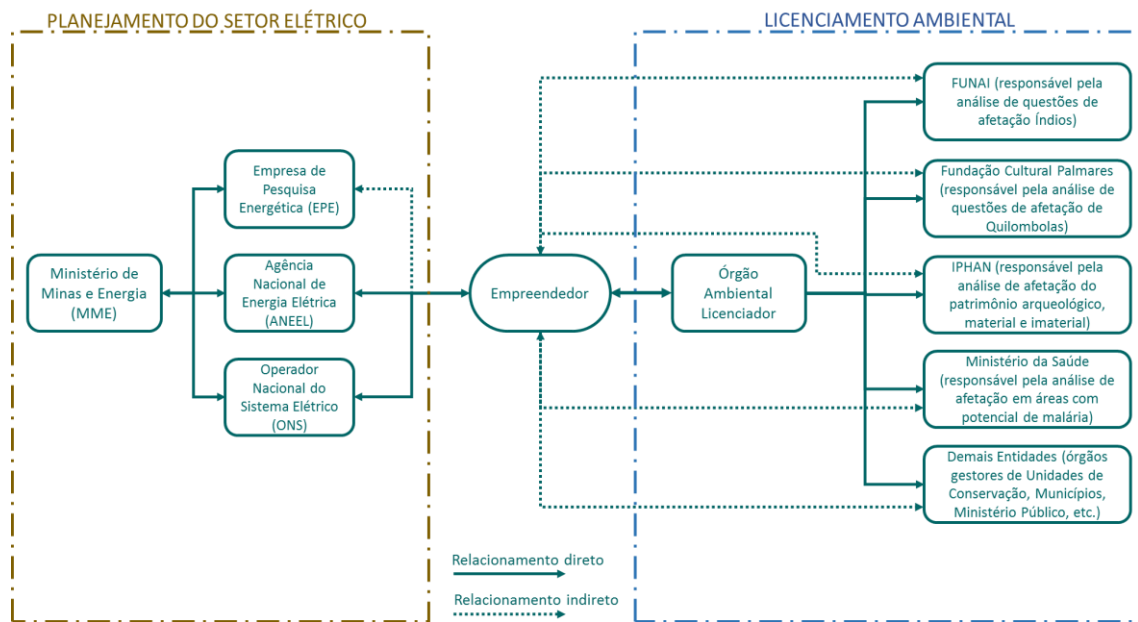 PLANEJAMENTO DO SETOR ELÉTRICO
LICENCIAMENTO AMBIENTAL
Ministério de
Minas e Energia
(MME)
Empresa de
Pesquisa
Energética (EPE)
Agência
Nacional de
Energia Elétrica
(ANEEL)
Operador
Nacional do
Sistema Elétrico
(ONS)
Empreendedor
Órgão
Ambiental
Licenciador
FUNAI (responsável pela
análise de questões de
afetação Índios)
Fundação Cultural Palmares
(responsável pela análise de
questões de afetação de
Quilombolas)
IPHAN (responsável pela
análise de afetação do
patrimônio arqueológico,
material e imaterial)
Ministério da Saúde
(responsável pela análise de
afetação em áreas com
potencial de malária)
Demais Entidades (órgãos
gestores de Unidades de
Conservação, Municípios,
Ministério Público, etc.)
Relacionamento direto
Relacionamento indireto